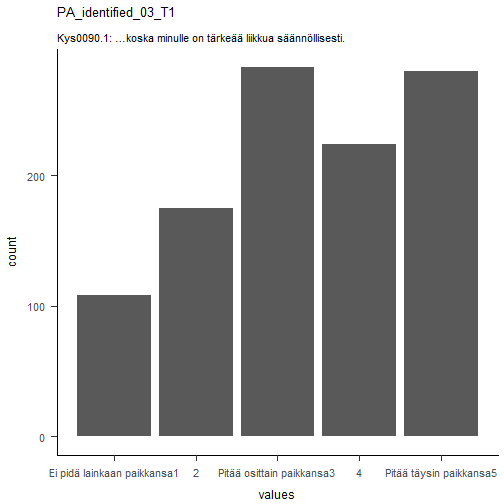 PA_identified_03_T1
Kys0090.1: …koska minulle on tärkeää liikkua säännöllisesti.
count
200
100
0
Ei pidä lainkaan paikkansa1 2 Pitää osittain paikkansa3 4 Pitää täysin paikkansa5
values